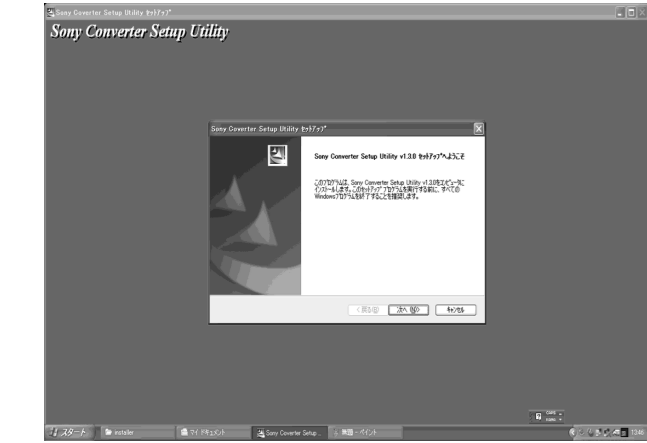 Sony Coverter Setup Utility ｾｯﾄｱｯﾌﾟ
Sony Converter Setup Utility
Sony Coverter Setup Utility ｾｯﾄｱｯﾌﾟ
Sony Converter Setup Utility v1.3.0 ｾｯﾄｱｯﾌﾟへようこそ
このﾌﾟﾛｸﾞﾗﾑは、Sony Converter Setup Utility v1.3.0をｺﾝﾋﾟｭｰﾀに
ｲﾝｽﾄｰﾙします。このｾｯﾄｱｯﾌﾟ ﾌﾟﾛｸﾞﾗﾑを実行する前に、すべての
Windowsﾌﾟﾛｸﾞﾗﾑを終了することを推奨します。
< 戻る(B) 次へ (N)> ｷｬﾝｾﾙ
CAPS
KANA
スタート installer マイ ドキュメント Sony Coverter Setup ... 無題 - ペイント 13:46